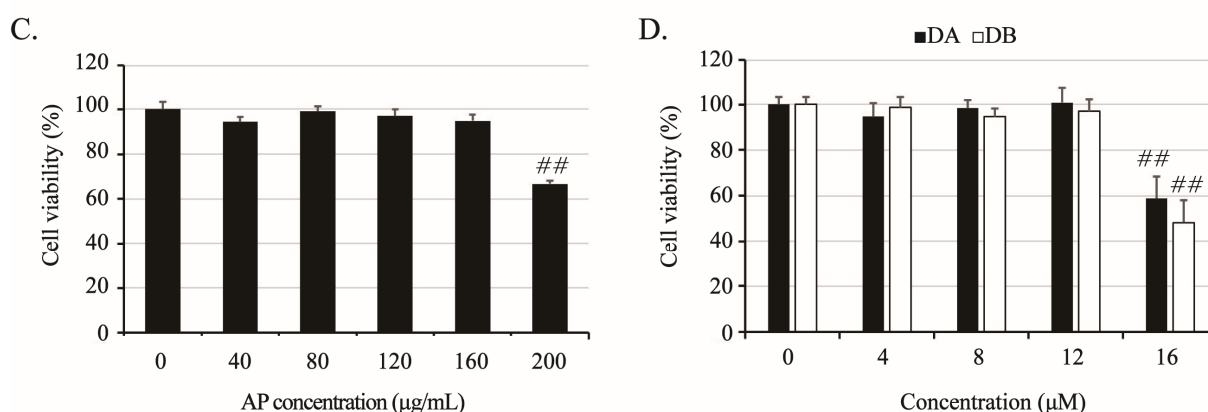 C.
120
100
80
60
40
20
0
Cell viability (%)
##
0 40 80 120 160 200
AP concentration (μg/mL)
D.
DA DB
120
100
80
60
40
20
0
Cell viability (%)
##
##
0 4 8 12 16
Concentration (μM)